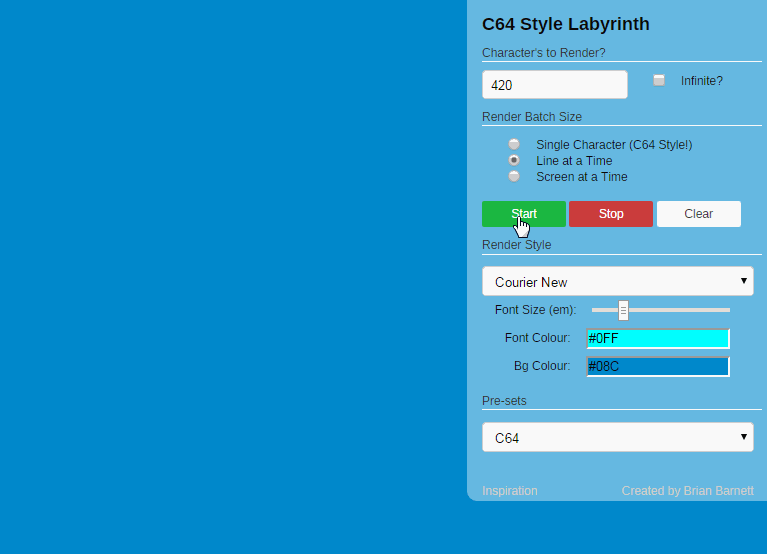 C64 Style Labyrinth
Character's to Render?
420
Infinite?
Render Batch Size
Single Character (C64 Style!)
Line at a Time
Screen at a Time
Start Stop Clear
Render Style
Courier New
Font Size (em):
Font Colour: #0FF
Bg Colour: #08C
Pre-sets
C64
Inspiration Created by Brian Barnett